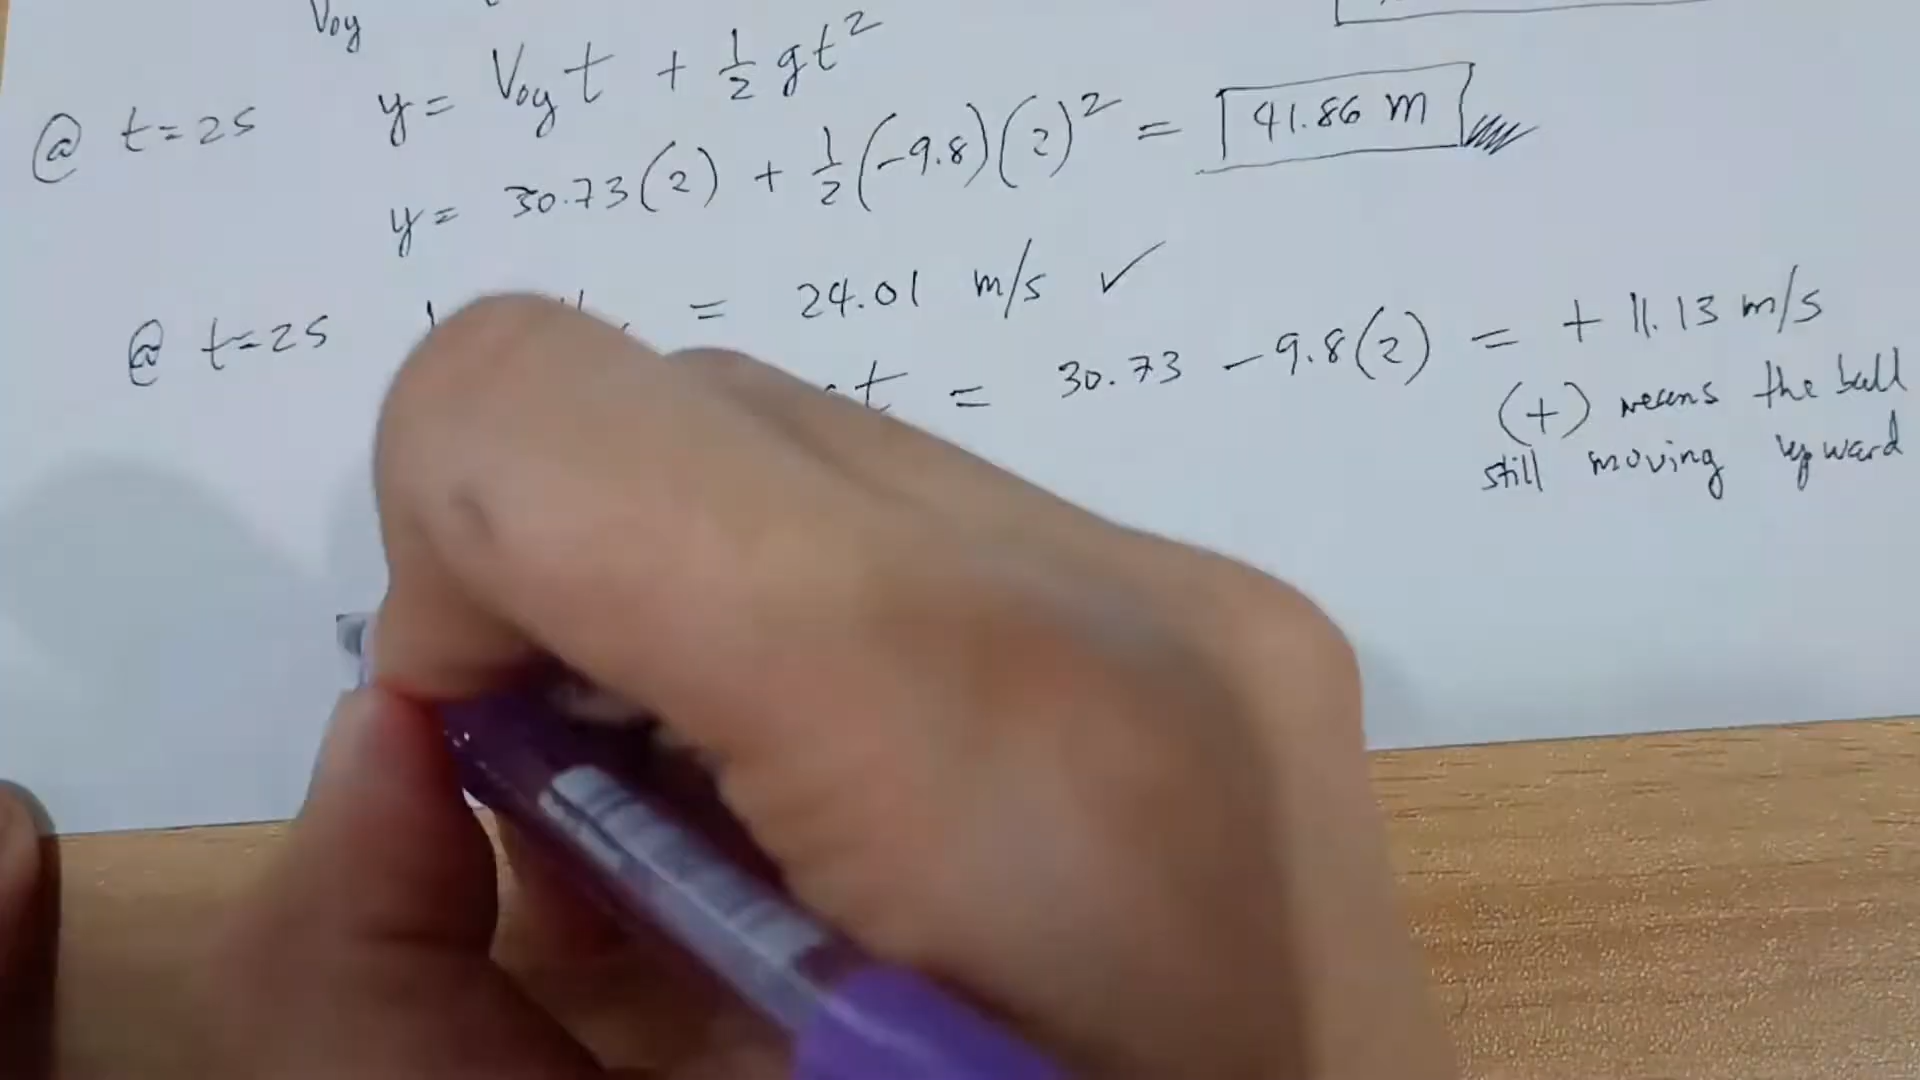 Voy
y = Voy t + 1/2 gt²
@ t=2s
y = 30.73(2) + 1/2(-9.8)(2)² = 41.86 m
@ t=2s = 24.01 m/s ✓
t = 30.73 - 9.8(2) = + 11.13 m/s
(+) means the ball
still moving upward